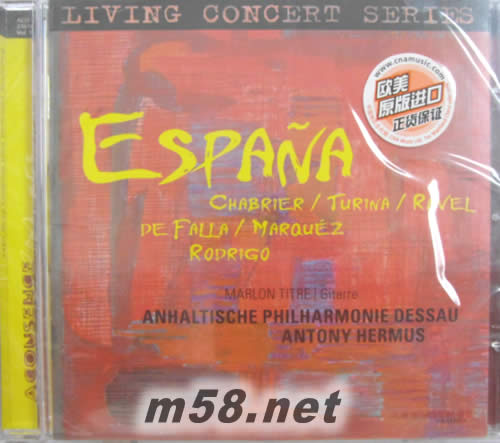 LIVING CONCERT SERIES
www.cnamusic.com
欧美
原版进口
正货保证
ESPAÑA
CHABRIER / TURINA / RAVEL
DE FALLA / MARQUÉZ
RODRIGO
MARLON TITRE | Gitarre
ANHALTISCHE PHILHARMONIE DESSAU
ANTONY HERMUS
ACOUSENCE
m58.net